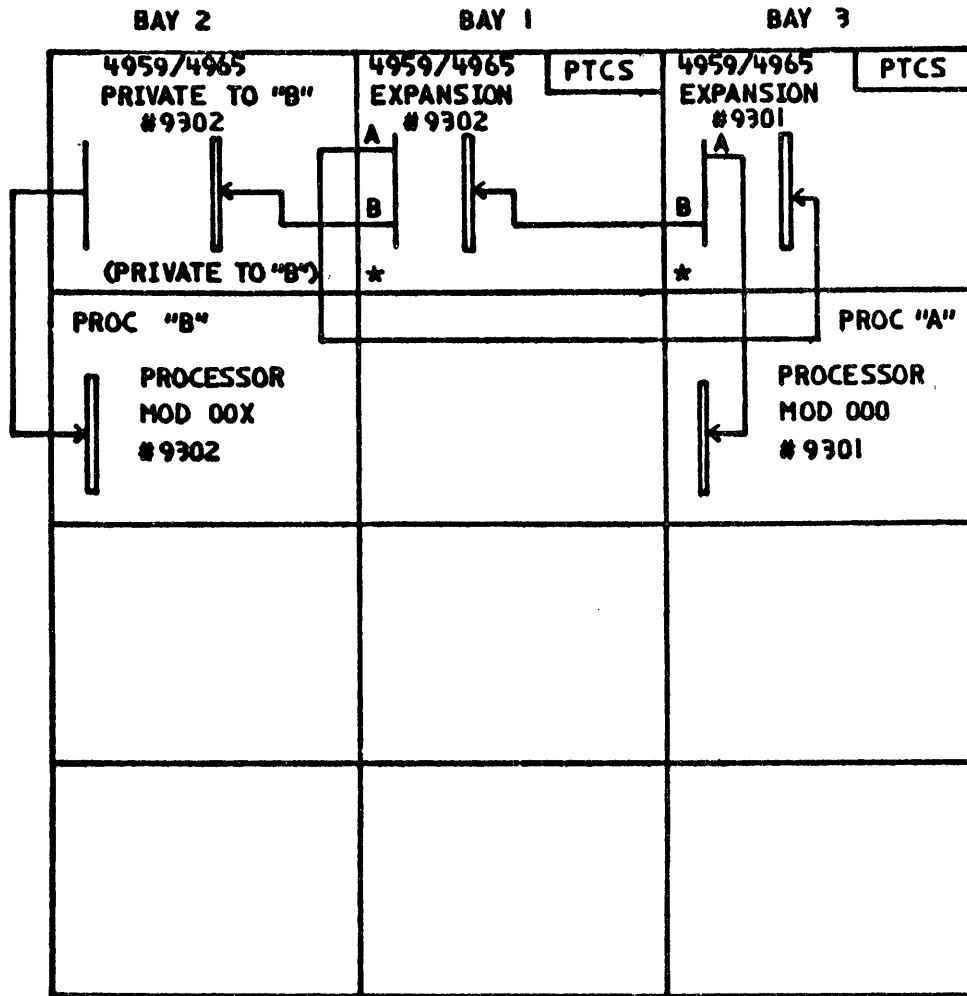 BAY 2
BAY 1
BAY 3
4959/4965
PRIVATE TO "B"
#9302
(PRIVATE TO "B")
4959/4965
EXPANSION
#9302
PTCS
A
B
*
4959/4965
EXPANSION
#9301
PTCS
A
B
*
PROC "B"
PROCESSOR
MOD 00X
#9302
PROC "A"
PROCESSOR
MOD 000
#9301